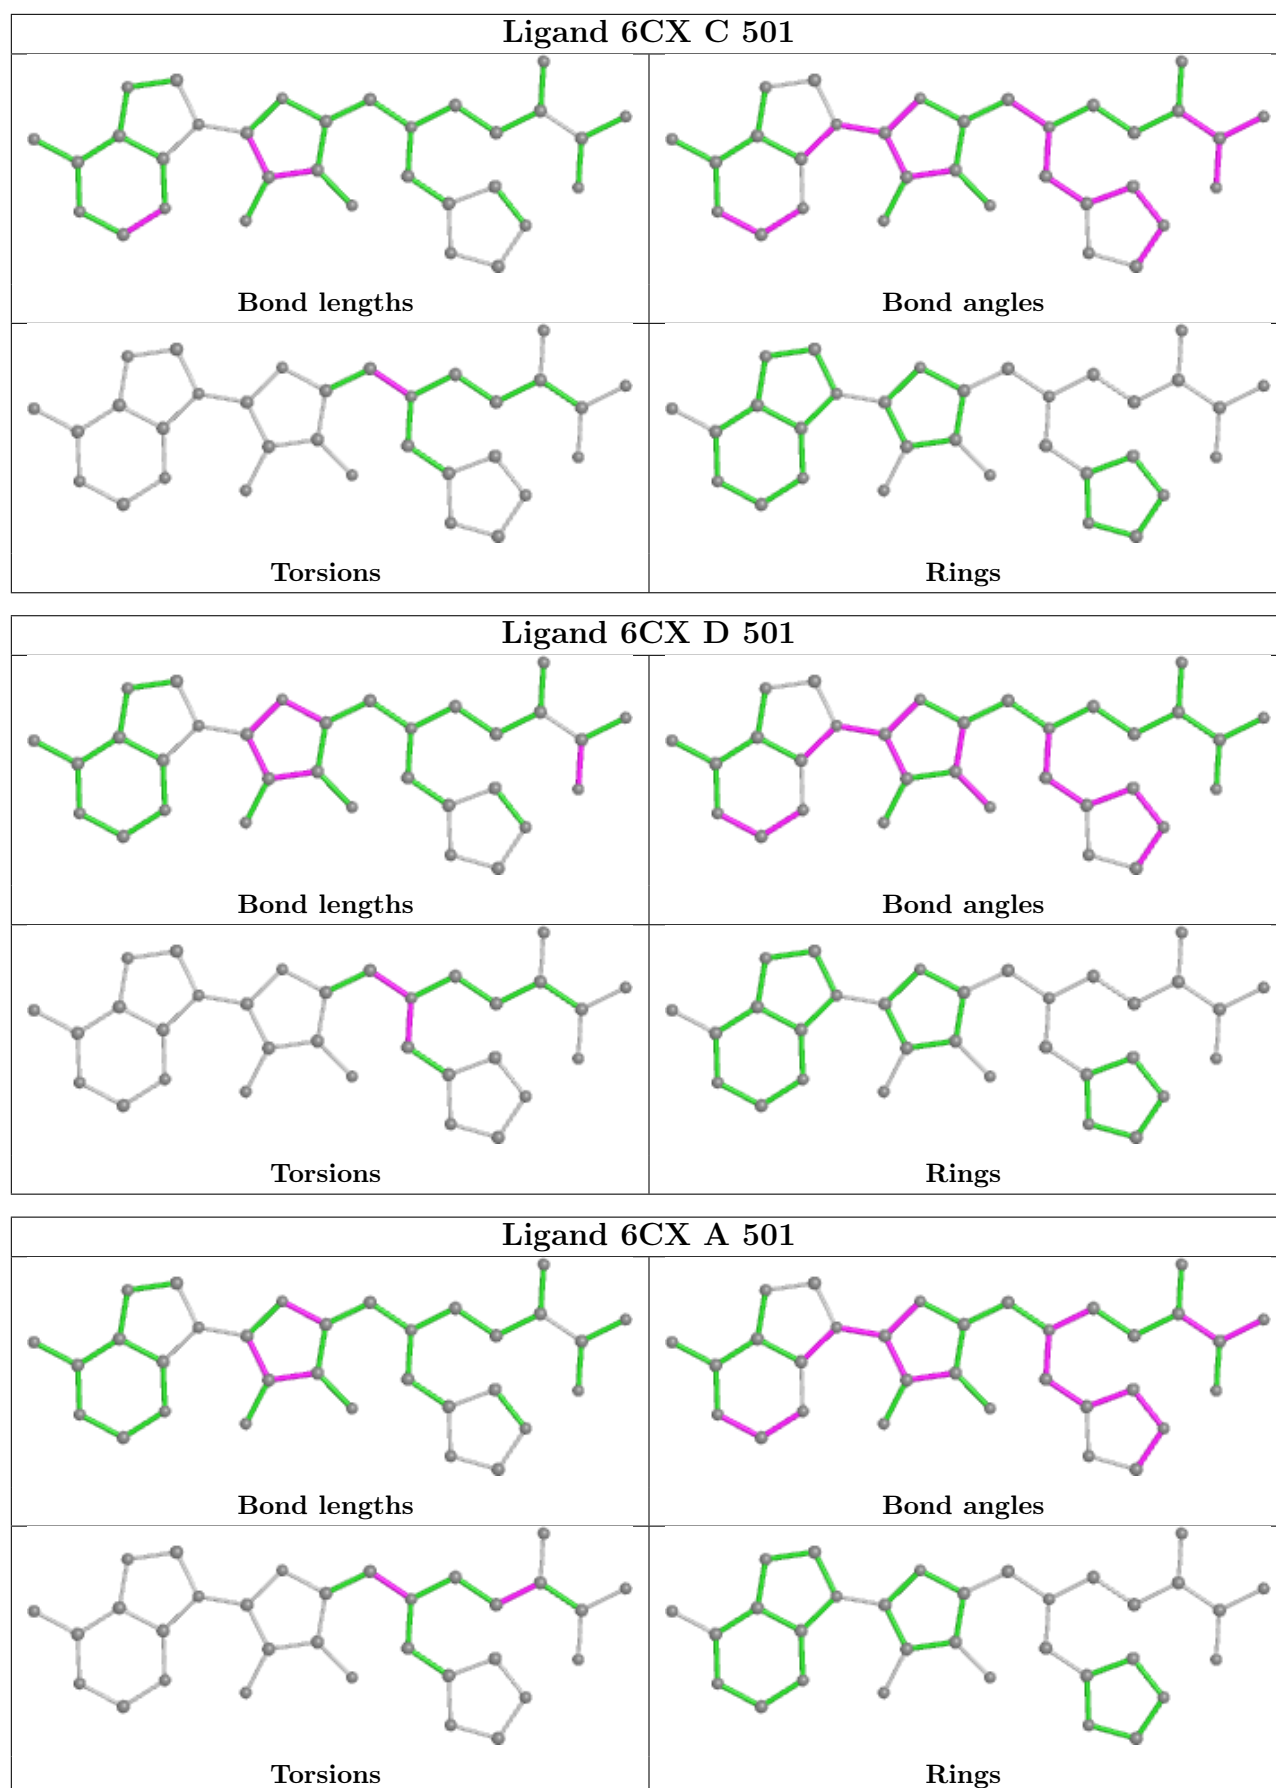 Ligand 6CX C 501
Bond lengths
Bond angles
Torsions
Rings
Ligand 6CX D 501
Bond lengths
Bond angles
Torsions
Rings
Ligand 6CX A 501
Bond lengths
Bond angles
Torsions
Rings